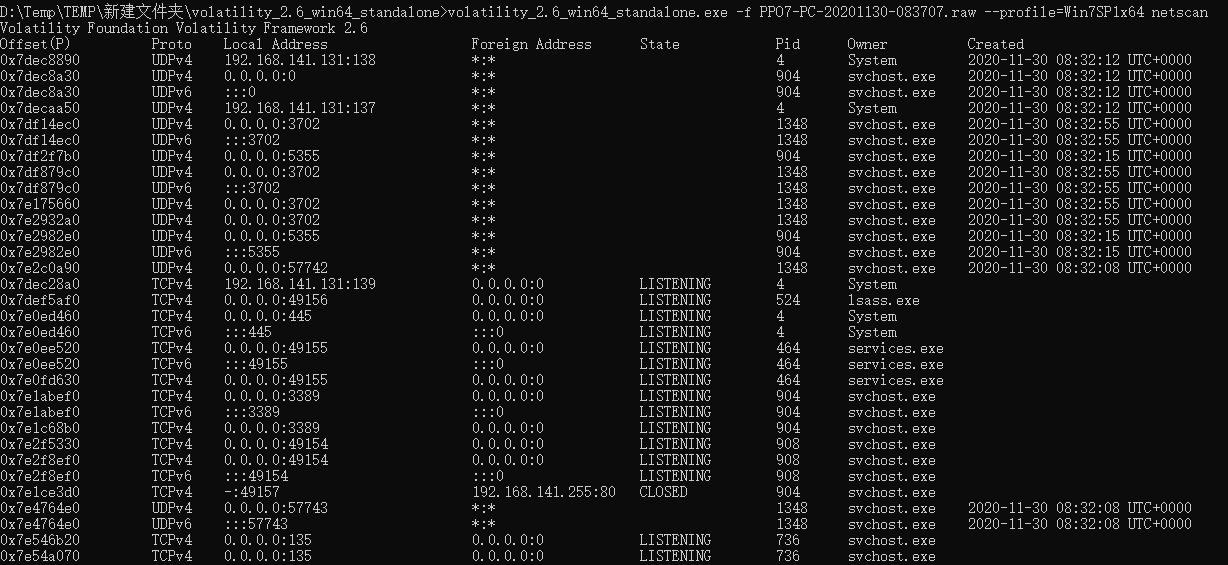 D:\Temp\TEMP\新建文件夹\volatility_2.6_win64_standalone>volatility_2.6_win64_standalone.exe -f PPO7-PC-20201130-083707.raw --profile=Win7SP1x64 netscan
Volatility Foundation Volatility Framework 2.6
Offset(P) Proto Local Address Foreign Address State Pid Owner Created
0x7dec8890 UDPv4 192.168.141.131:138 *:* 4 System 2020-11-30 08:32:12 UTC+0000
0x7dec8a30 UDPv4 0.0.0.0:0 *:* 904 svchost.exe 2020-11-30 08:32:12 UTC+0000
0x7dec8a30 UDPv6 :::0 *:* 904 svchost.exe 2020-11-30 08:32:12 UTC+0000
0x7decaa50 UDPv4 192.168.141.131:137 *:* 4 System 2020-11-30 08:32:12 UTC+0000
0x7df14ec0 UDPv4 0.0.0.0:3702 *:* 1348 svchost.exe 2020-11-30 08:32:55 UTC+0000
0x7df14ec0 UDPv6 :::3702 *:* 1348 svchost.exe 2020-11-30 08:32:55 UTC+0000
0x7df2f7b0 UDPv4 0.0.0.0:5355 *:* 904 svchost.exe 2020-11-30 08:32:15 UTC+0000
0x7df879c0 UDPv4 0.0.0.0:3702 *:* 1348 svchost.exe 2020-11-30 08:32:55 UTC+0000
0x7df879c0 UDPv6 :::3702 *:* 1348 svchost.exe 2020-11-30 08:32:55 UTC+0000
0x7e175660 UDPv4 0.0.0.0:3702 *:* 1348 svchost.exe 2020-11-30 08:32:55 UTC+0000
0x7e2932a0 UDPv4 0.0.0.0:3702 *:* 1348 svchost.exe 2020-11-30 08:32:55 UTC+0000
0x7e2982e0 UDPv4 0.0.0.0:5355 *:* 904 svchost.exe 2020-11-30 08:32:15 UTC+0000
0x7e2982e0 UDPv6 :::5355 *:* 904 svchost.exe 2020-11-30 08:32:15 UTC+0000
0x7e2c0a90 UDPv4 0.0.0.0:57742 *:* 1348 svchost.exe 2020-11-30 08:32:08 UTC+0000
0x7dec28a0 TCPv4 192.168.141.131:139 0.0.0.0:0 LISTENING 4 System
0x7def5af0 TCPv4 0.0.0.0:49156 0.0.0.0:0 LISTENING 524 lsass.exe
0x7e0ed460 TCPv4 0.0.0.0:445 0.0.0.0:0 LISTENING 4 System
0x7e0ed460 TCPv6 :::445 :::0 LISTENING 4 System
0x7e0ee520 TCPv4 0.0.0.0:49155 0.0.0.0:0 LISTENING 464 services.exe
0x7e0ee520 TCPv6 :::49155 :::0 LISTENING 464 services.exe
0x7e0fd630 TCPv4 0.0.0.0:49155 0.0.0.0:0 LISTENING 464 services.exe
0x7e1abef0 TCPv4 0.0.0.0:3389 0.0.0.0:0 LISTENING 904 svchost.exe
0x7e1abef0 TCPv6 :::3389 :::0 LISTENING 904 svchost.exe
0x7e1c68b0 TCPv4 0.0.0.0:3389 0.0.0.0:0 LISTENING 904 svchost.exe
0x7e2f5330 TCPv4 0.0.0.0:49154 0.0.0.0:0 LISTENING 908 svchost.exe
0x7e2f8ef0 TCPv4 0.0.0.0:49154 0.0.0.0:0 LISTENING 908 svchost.exe
0x7e2f8ef0 TCPv6 :::49154 :::0 LISTENING 908 svchost.exe
0x7e1ce3d0 TCPv4 -:49157 192.168.141.255:80 CLOSED 904 svchost.exe
0x7e4764e0 UDPv4 0.0.0.0:57743 *:* 1348 svchost.exe 2020-11-30 08:32:08 UTC+0000
0x7e4764e0 UDPv6 :::57743 *:* 1348 svchost.exe 2020-11-30 08:32:08 UTC+0000
0x7e546b20 TCPv4 0.0.0.0:135 0.0.0.0:0 LISTENING 736 svchost.exe
0x7e54a070 TCPv4 0.0.0.0:135 0.0.0.0:0 LISTENING 736 svchost.exe